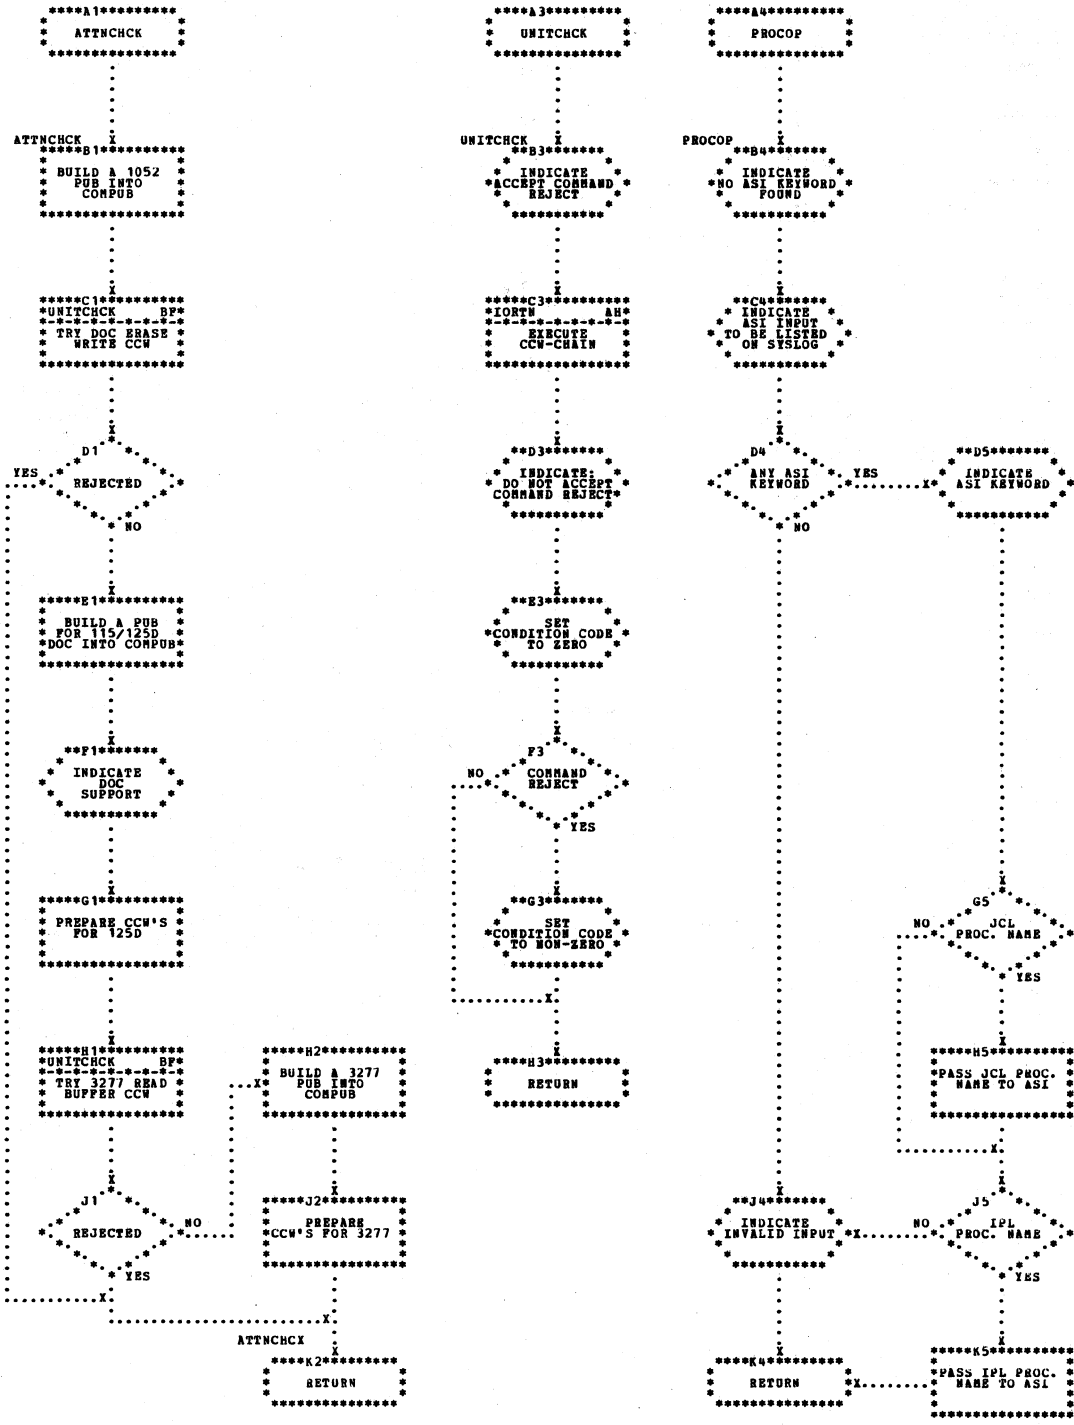 A1
ATTNCHCK
ATTNCHCK
B1
BUILD A 1052
PUB INTO
COMPUB
C1
UNITCHCK BF
TRY DOC ERASE
WRITE CCW
D1
YES
REJECTED
NO
E1
BUILD A PUB
FOR 115/125D
DOC INTO COMPUB
F1
INDICATE
DOC
SUPPORT
G1
PREPARE CCW'S
FOR 125D
H1
UNITCHCK BF
TRY 3277 READ
BUFFER CCW
J1
REJECTED
NO
YES
H2
BUILD A 3277
PUB INTO
COMPUB
J2
PREPARE
CCW'S FOR 3277
ATTNCHCX
K2
RETURN
A3
UNITCHCK
UNITCHCK
B3
INDICATE
ACCEPT COMMAND
REJECT
C3
IORTN AH
EXECUTE
CCW-CHAIN
D3
INDICATE:
DO NOT ACCEPT
COMMAND REJECT
E3
SET
CONDITION CODE
TO ZERO
F3
NO
COMMAND
REJECT
YES
G3
SET
CONDITION CODE
TO NON-ZERO
H3
RETURN
A4
PROCOP
PROCOP
B4
INDICATE
NO ASI KEYWORD
FOUND
C4
INDICATE
ASI INPUT
TO BE LISTED
ON SYSLOG
D4
ANY ASI
KEYWORD
YES
NO
D5
INDICATE
ASI KEYWORD
G5
NO
JCL
PROC. NAME
YES
H5
PASS JCL PROC.
NAME TO ASI
J4
INDICATE
INVALID INPUT
J5
NO
IPL
PROC. NAME
YES
K4
RETURN
K5
PASS IPL PROC.
NAME TO ASI